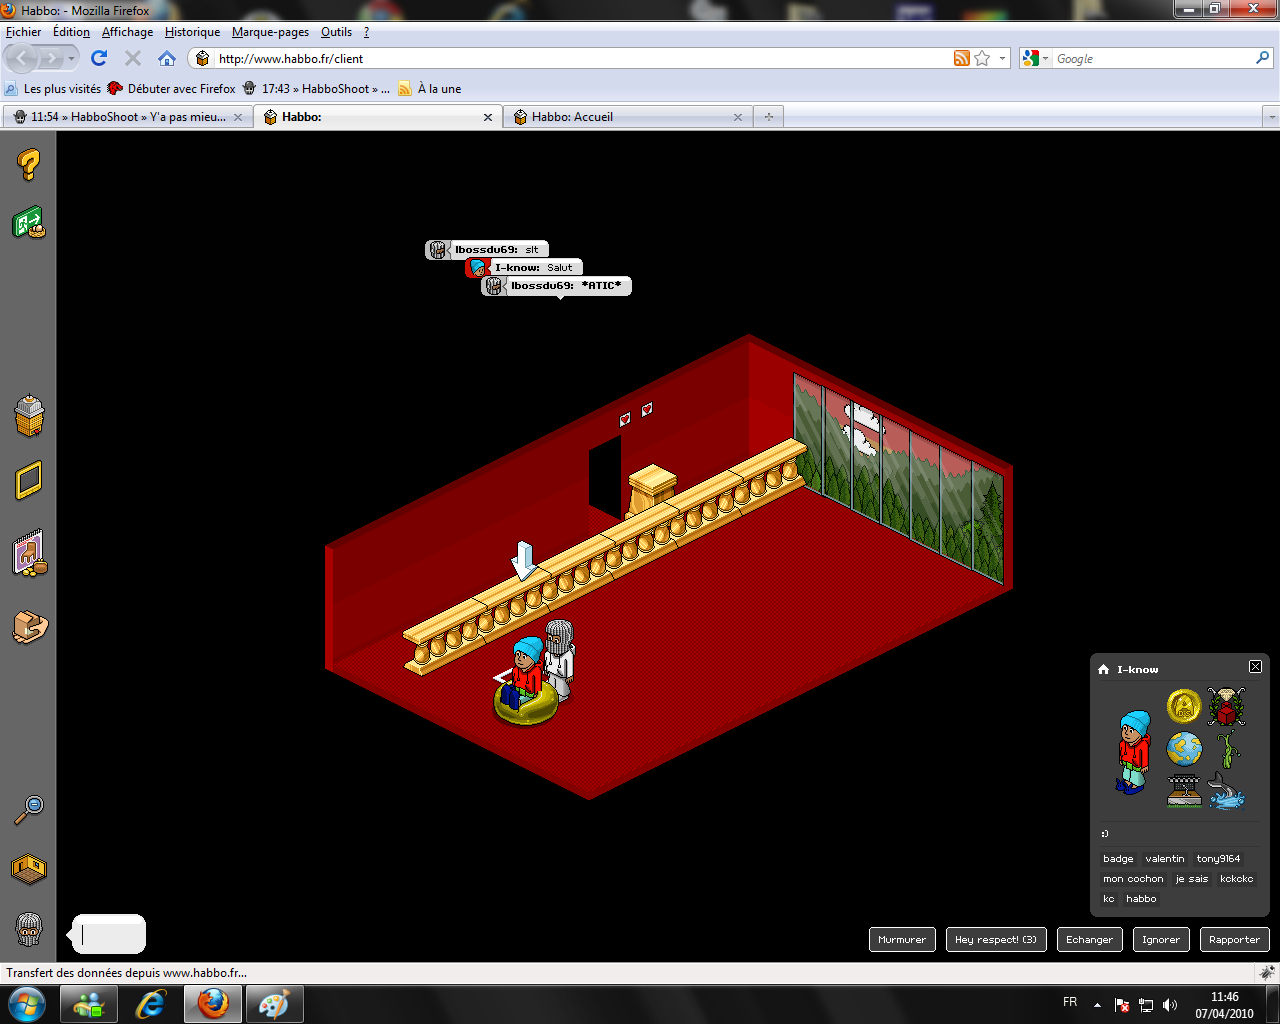 Habbo: - Mozilla Firefox
Fichier Édition Affichage Historique Marque-pages Outils ?
http://www.habbo.fr/client
Google
Les plus visités Débuter avec Firefox 17:43 » HabboShoot » ... À la une
11:54 » HabboShoot » Y'a pas mieu... Habbo: Habbo: Accueil
lbossdu69: slt
I-know: Salut
lbossdu69: *ATIC*
I-know
:)
badge valentin tony9164
mon cochon je sais kckckc
kc habbo
Murmurer Hey respect! (3) Echanger Ignorer Rapporter
Transfert des données depuis www.habbo.fr...
FR
11:46
07/04/2010